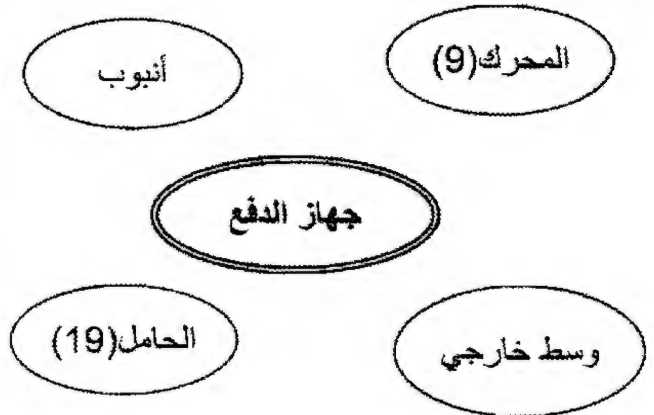 المحرك(9)
أنبوب
جهاز الدفع
الحامل(19)
وسط خارجي